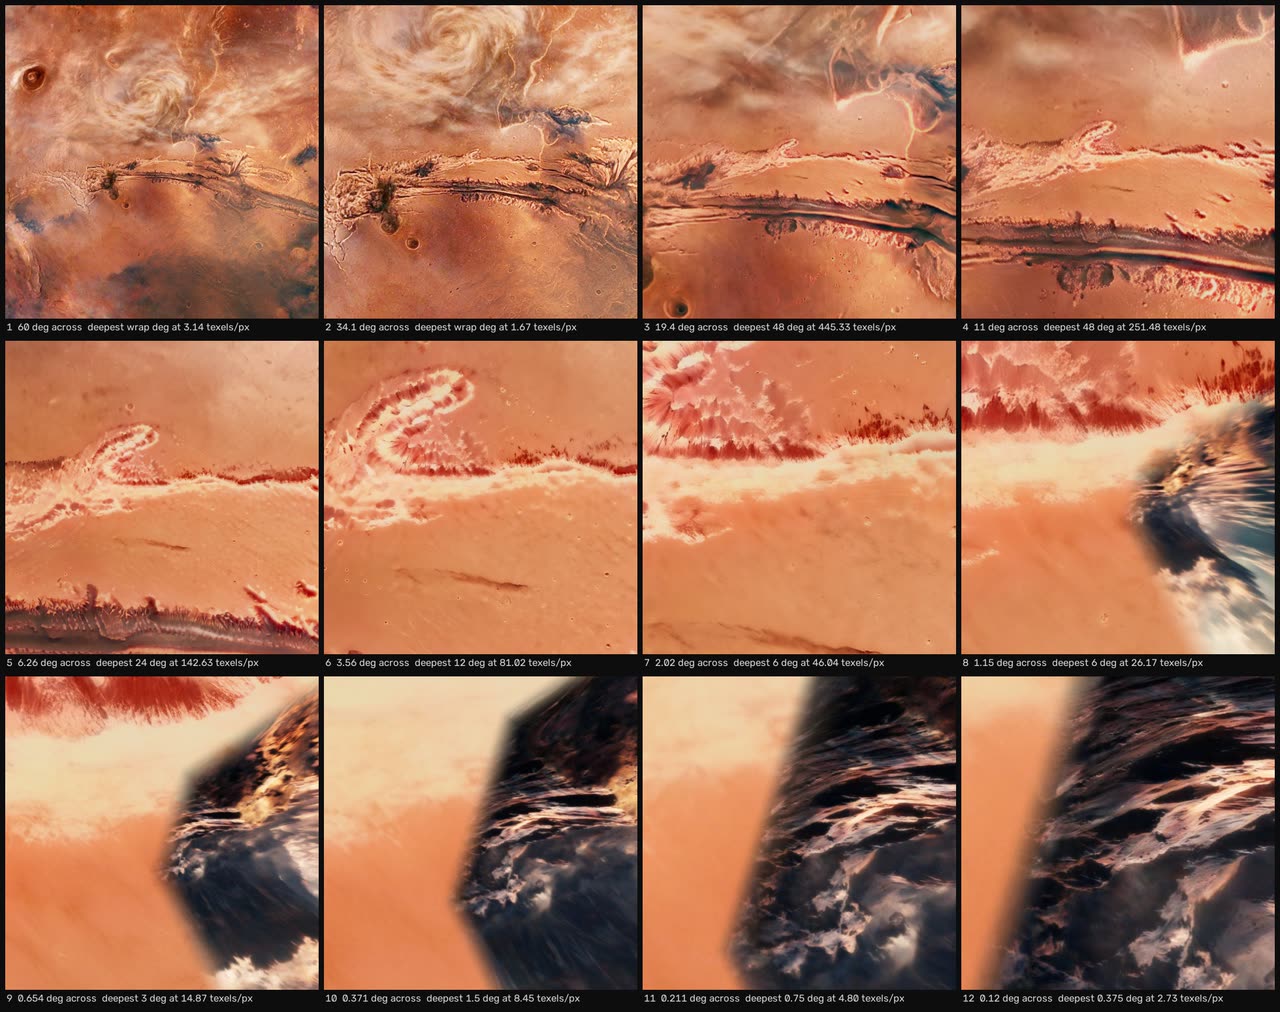 1 60 deg across deepest wrap deg at 3.14 texels/px
2 34.1 deg across deepest wrap deg at 1.67 texels/px
3 19.4 deg across deepest 48 deg at 445.33 texels/px
4 11 deg across deepest 48 deg at 251.48 texels/px
5 6.26 deg across deepest 24 deg at 142.63 texels/px
6 3.56 deg across deepest 12 deg at 81.02 texels/px
7 2.02 deg across deepest 6 deg at 46.04 texels/px
8 1.15 deg across deepest 6 deg at 26.17 texels/px
9 0.654 deg across deepest 3 deg at 14.87 texels/px
10 0.371 deg across deepest 1.5 deg at 8.45 texels/px
11 0.211 deg across deepest 0.75 deg at 4.80 texels/px
12 0.12 deg across deepest 0.375 deg at 2.73 texels/px